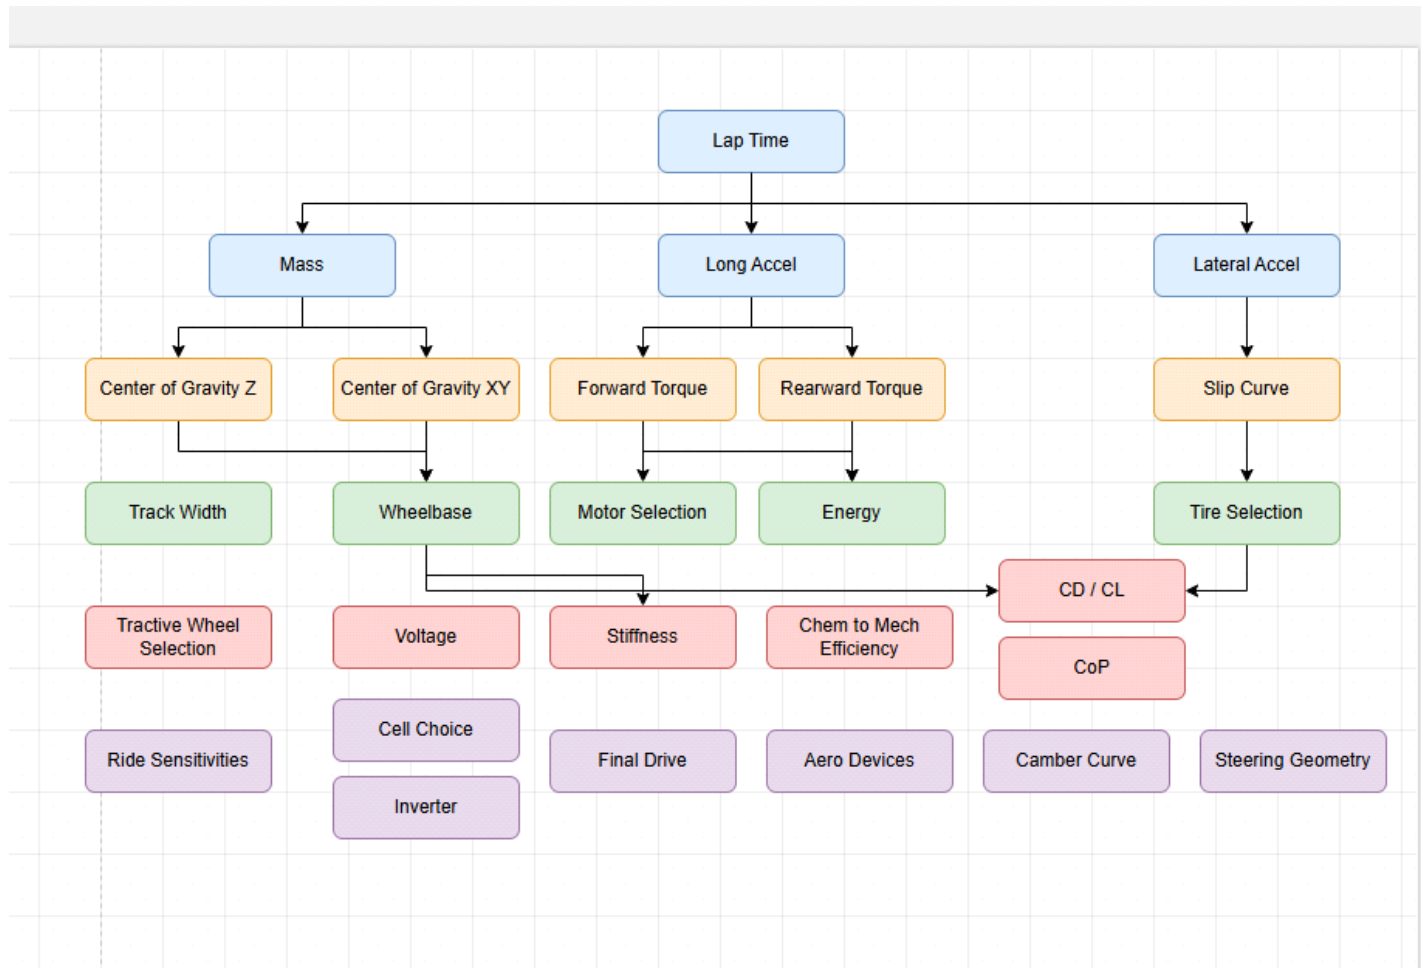 Lap Time
Mass
Long Accel
Lateral Accel
Center of Gravity Z
Center of Gravity XY
Forward Torque
Rearward Torque
Slip Curve
Track Width
Wheelbase
Motor Selection
Energy
Tire Selection
CD / CL
Tractive Wheel
Selection
Voltage
Stiffness
Chem to Mech
Efficiency
CoP
Cell Choice
Ride Sensitivities
Final Drive
Aero Devices
Camber Curve
Steering Geometry
Inverter